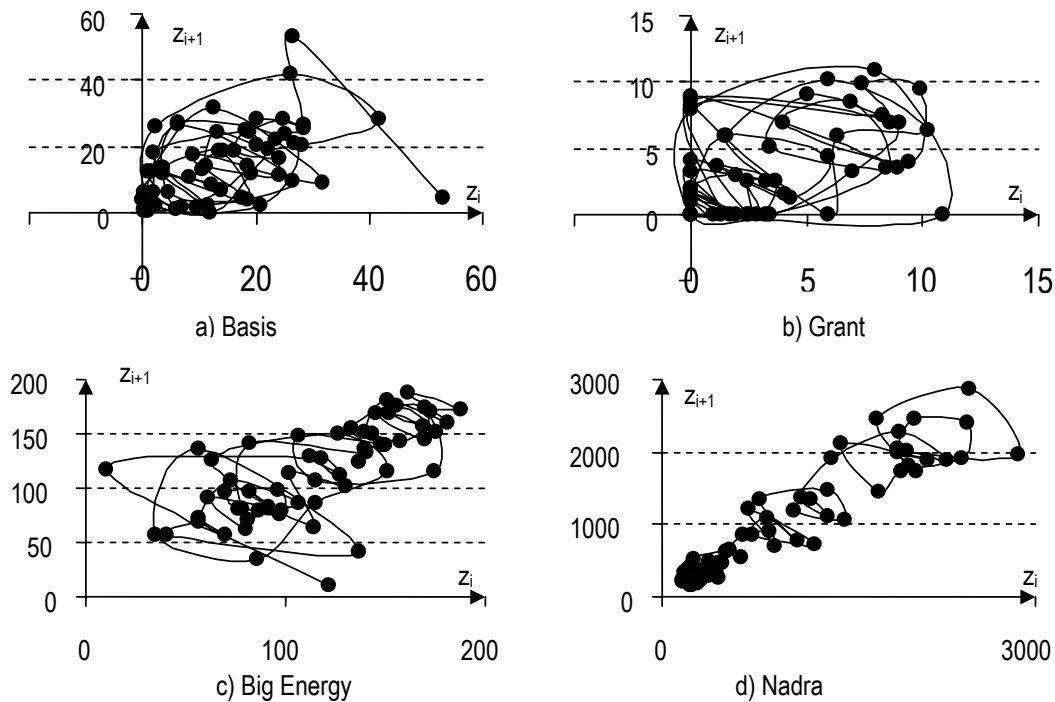 60
z_{i+1}
40
20
0
z_i
0 20 40 60
a) Basis
15
z_{i+1}
10
5
0
z_i
0 5 10 15
b) Grant
200
z_{i+1}
150
100
50
0
z_i
0 100 200
c) Big Energy
3000
z_{i+1}
2000
1000
0
z_i
0 3000
d) Nadra